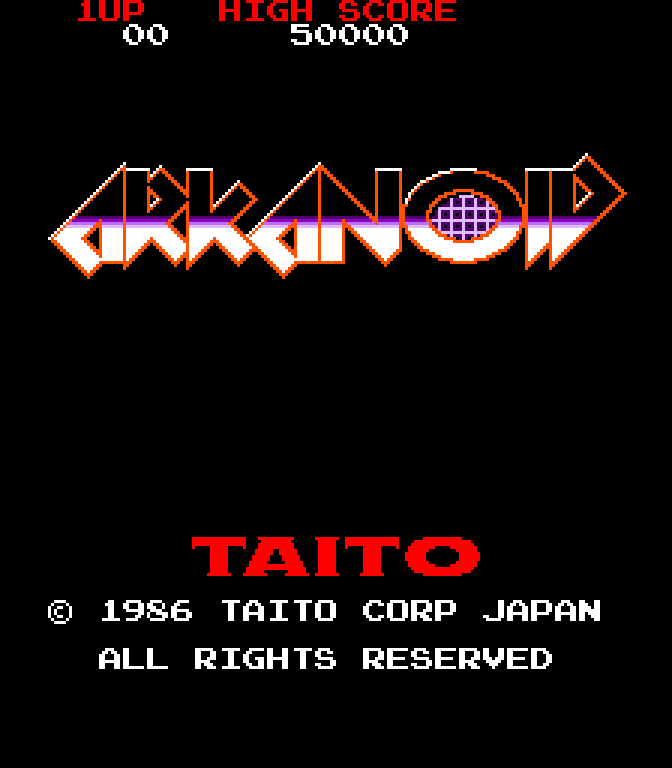 1UP HIGH SCORE
00 50000
ARKANOID
TAITO
© 1986 TAITO CORP JAPAN
ALL RIGHTS RESERVED